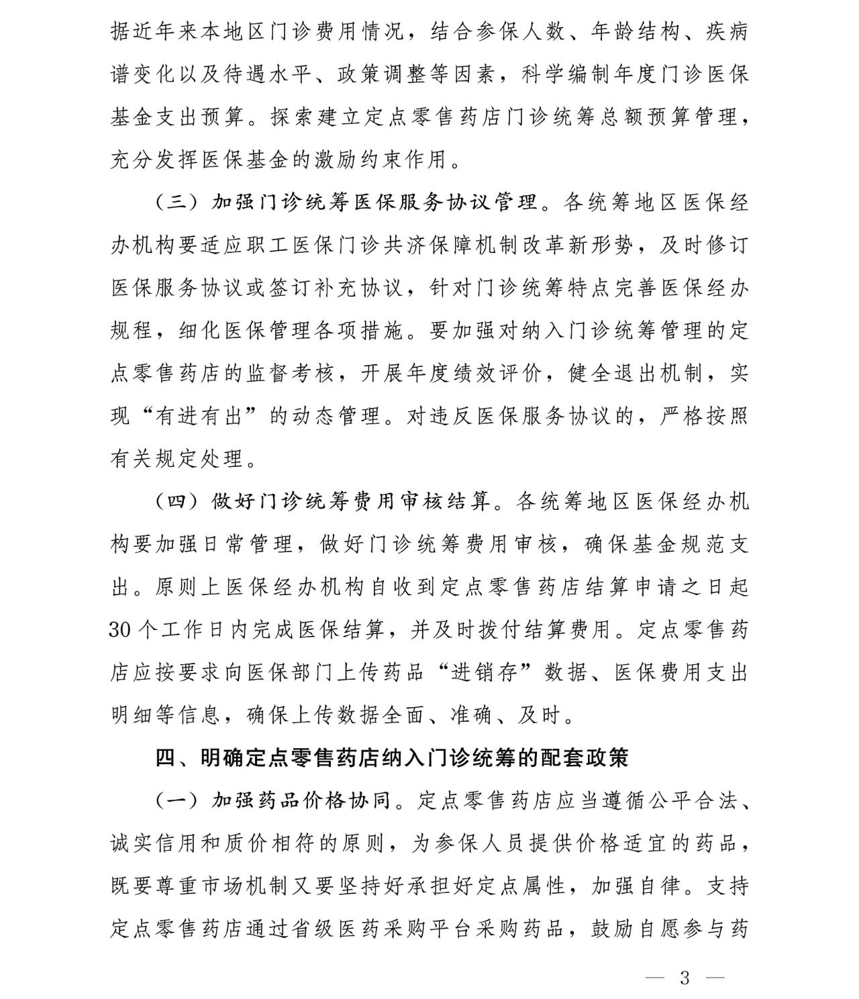 据近年来本地区门诊费用情况，结合参保人数、年龄结构、疾病
谱变化以及待遇水平、政策调整等因素，科学编制年度门诊医保
基金支出预算。探索建立定点零售药店门诊统筹总额预算管理，
充分发挥医保基金的激励约束作用。
（三）加强门诊统筹医保服务协议管理。各统筹地区医保经
办机构要适应职工医保门诊共济保障机制改革新形势，及时修订
医保服务协议或签订补充协议，针对门诊统筹特点完善医保经办
规程，细化医保管理各项措施。要加强对纳入门诊统筹管理的定
点零售药店的监督考核，开展年度绩效评价，健全退出机制，实
现“有进有出”的动态管理。对违反医保服务协议的，严格按照
有关规定处理。
（四）做好门诊统筹费用审核结算。各统筹地区医保经办机
构要加强日常管理，做好门诊统筹费用审核，确保基金规范支
出。原则上医保经办机构自收到定点零售药店结算申请之日起
30 个工作日内完成医保结算，并及时拨付结算费用。定点零售药
店应按要求向医保部门上传药品“进销存”数据、医保费用支出
明细等信息，确保上传数据全面、准确、及时。
四、明确定点零售药店纳入门诊统筹的配套政策
（一）加强药品价格协同。定点零售药店应当遵循公平合法、
诚实信用和质价相符的原则，为参保人员提供价格适宜的药品，
既要尊重市场机制又要坚持好承担好定点属性，加强自律。支持
定点零售药店通过省级医药采购平台采购药品，鼓励自愿参与药
— 3 —